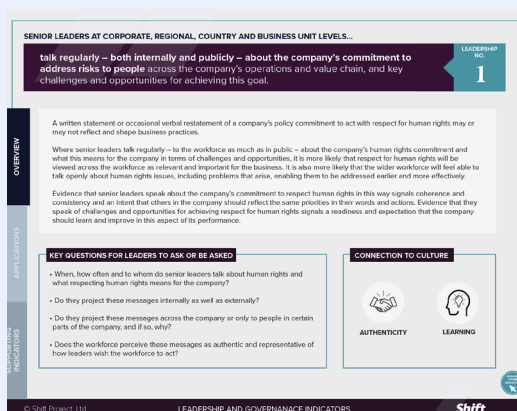 SENIOR LEADERS AT CORPORATE, REGIONAL, COUNTRY AND BUSINESS UNIT LEVELS...
talk regularly – both internally and publicly – about the company's commitment to
address risks to people across the company's operations and value chain, and key
challenges and opportunities for achieving this goal.
LEADERSHIP
NO.
1
OVERVIEW
APPLICATIONS
SUPPORTING
INDICATORS
A written statement or occasional verbal restatement of a company's policy commitment to act with respect for human rights may or
may not reflect and shape business practices.
Where senior leaders talk regularly – to the workforce as much as in public – about the company's human rights commitment and
what this means for the company in terms of challenges and opportunities, it is more likely that respect for human rights will be
viewed across the workforce as relevant and important for the business. It is also more likely that the wider workforce will feel able to
talk openly about human rights issues, including problems that arise, enabling them to be addressed earlier and more effectively.
Evidence that senior leaders speak about the company's commitment to respect human rights in this way signals coherence and
consistency and an intent that others in the company should reflect the same priorities in their words and actions. Evidence that they
speak of challenges and opportunities for achieving respect for human rights signals a readiness and expectation that the company
should learn and improve in this aspect of its performance.
KEY QUESTIONS FOR LEADERS TO ASK OR BE ASKED
• When, how often and to whom do senior leaders talk about human rights and
what respecting human rights means for the company?
• Do they project these messages internally as well as externally?
• Do they project these messages across the company or only to people in certain
parts of the company, and if so, why?
• Does the workforce perceive these messages as authentic and representative of
how leaders wish the workforce to act?
CONNECTION TO CULTURE
AUTHENTICITY
LEARNING
© Shift Project, Ltd
LEADERSHIP AND GOVERNANACE INDICATORS
Shift